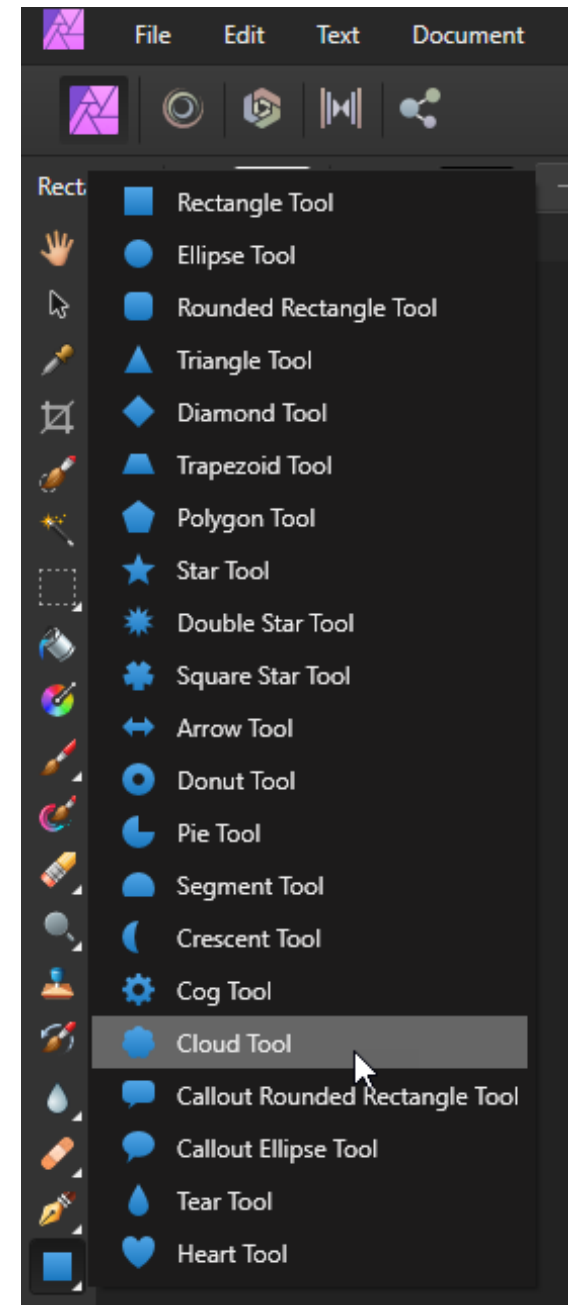 File Edit Text Document
Rect
Rectangle Tool
Ellipse Tool
Rounded Rectangle Tool
Triangle Tool
Diamond Tool
Trapezoid Tool
Polygon Tool
Star Tool
Double Star Tool
Square Star Tool
Arrow Tool
Donut Tool
Pie Tool
Segment Tool
Crescent Tool
Cog Tool
Cloud Tool
Callout Rounded Rectangle Tool
Callout Ellipse Tool
Tear Tool
Heart Tool